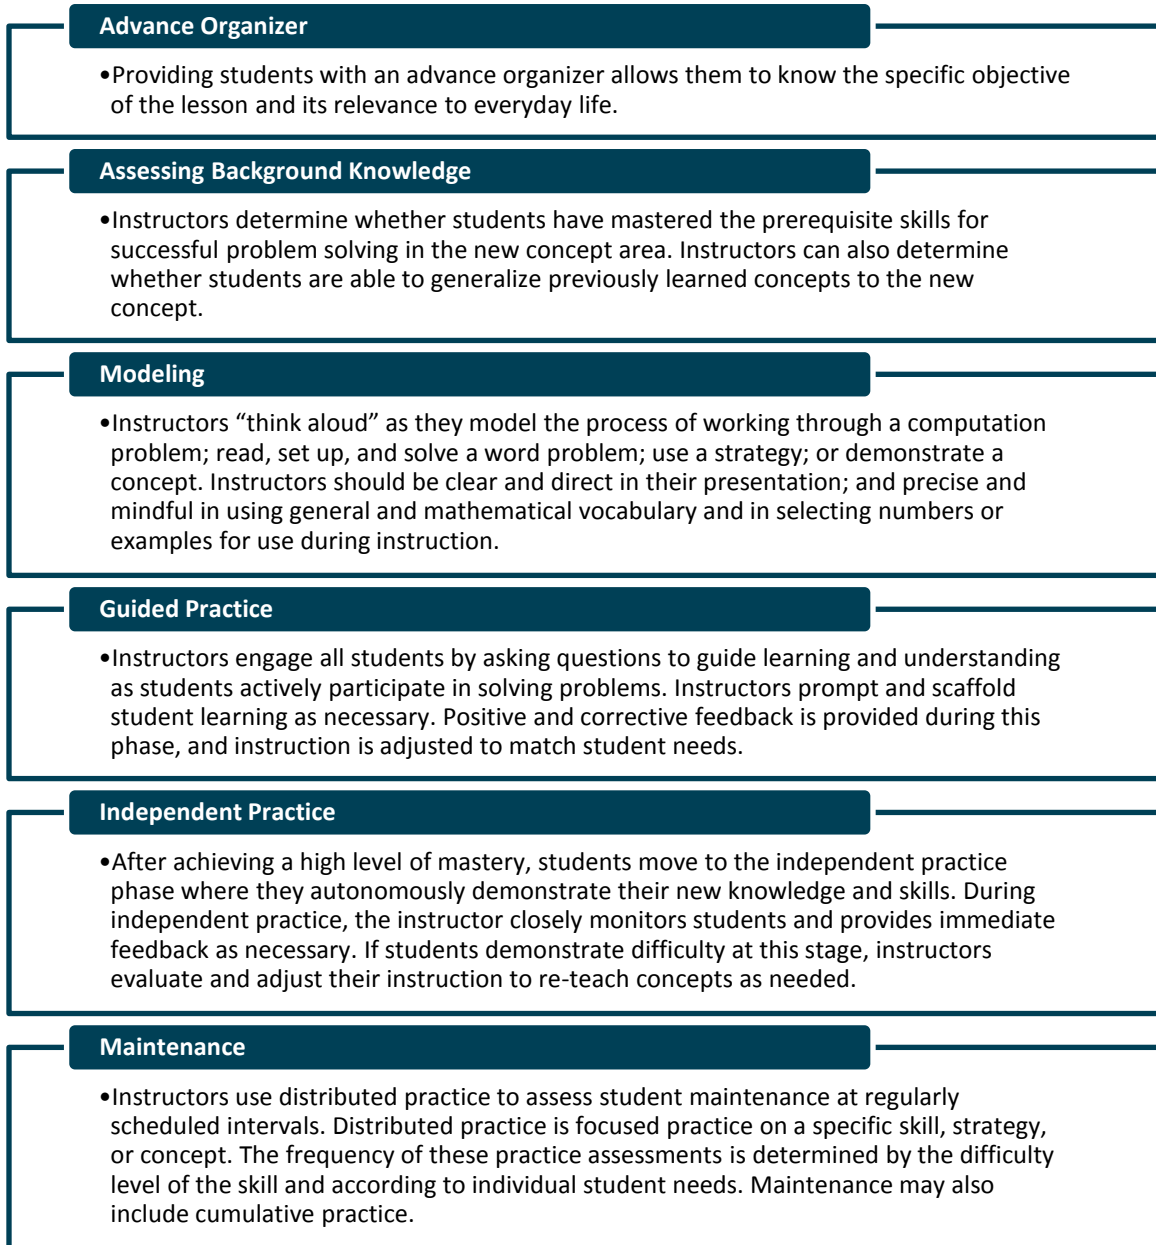 Advance Organizer
•Providing students with an advance organizer allows them to know the specific objective
of the lesson and its relevance to everyday life.
Assessing Background Knowledge
•Instructors determine whether students have mastered the prerequisite skills for
successful problem solving in the new concept area. Instructors can also determine
whether students are able to generalize previously learned concepts to the new
concept.
Modeling
•Instructors “think aloud” as they model the process of working through a computation
problem; read, set up, and solve a word problem; use a strategy; or demonstrate a
concept. Instructors should be clear and direct in their presentation; and precise and
mindful in using general and mathematical vocabulary and in selecting numbers or
examples for use during instruction.
Guided Practice
•Instructors engage all students by asking questions to guide learning and understanding
as students actively participate in solving problems. Instructors prompt and scaffold
student learning as necessary. Positive and corrective feedback is provided during this
phase, and instruction is adjusted to match student needs.
Independent Practice
•After achieving a high level of mastery, students move to the independent practice
phase where they autonomously demonstrate their new knowledge and skills. During
independent practice, the instructor closely monitors students and provides immediate
feedback as necessary. If students demonstrate difficulty at this stage, instructors
evaluate and adjust their instruction to re-teach concepts as needed.
Maintenance
•Instructors use distributed practice to assess student maintenance at regularly
scheduled intervals. Distributed practice is focused practice on a specific skill, strategy,
or concept. The frequency of these practice assessments is determined by the difficulty
level of the skill and according to individual student needs. Maintenance may also
include cumulative practice.